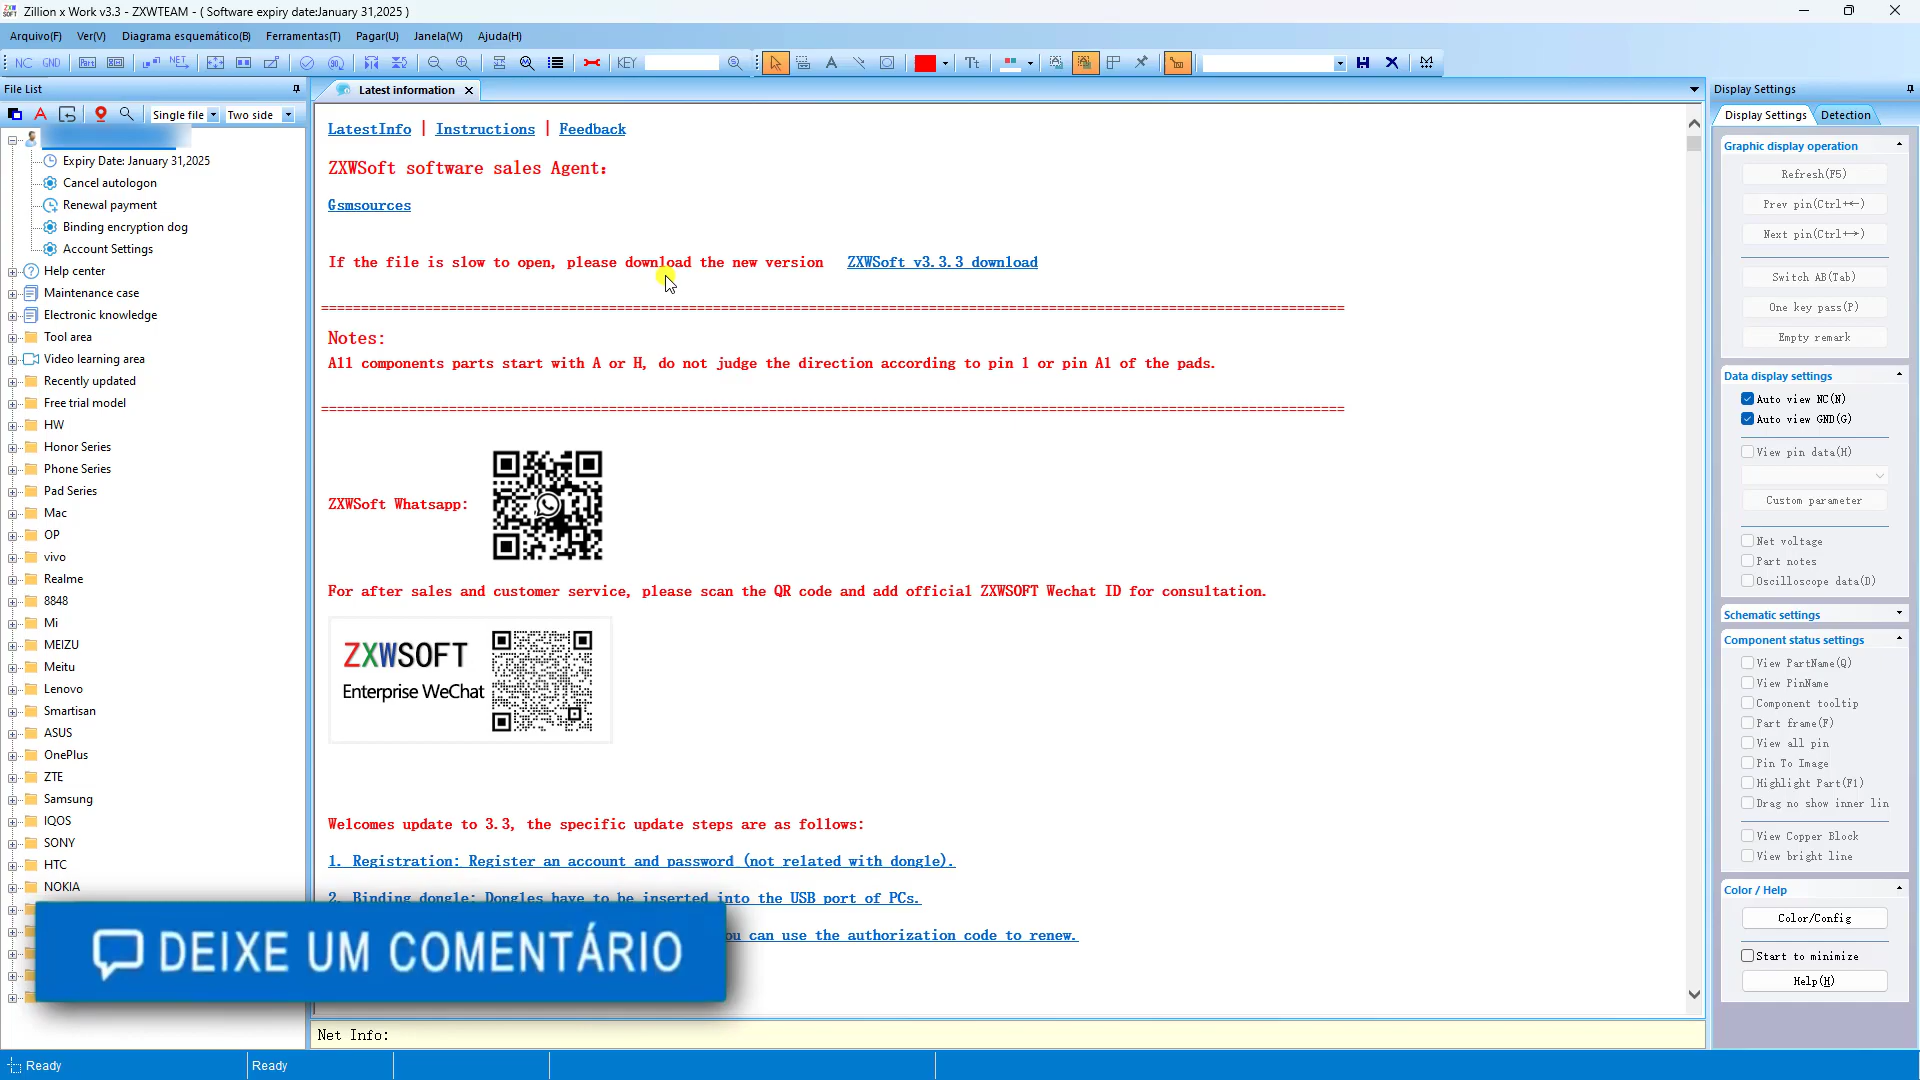 Zillion x Work v3.3 - ZXWTEAM - ( Software expiry date:January 31,2025 )
Arquivo(F) Ver(V) Diagrama esquemático(B) Ferramentas(T) Pagar(U) Janela(W) Ajuda(H)
NC GND Part NET KEY A Tt
File List
Latest information
Display Settings
A Single file Two side
Display Settings Detection
Expiry Date: January 31,2025
Cancel autologon
Renewal payment
Binding encryption dog
Account Settings
Help center
Maintenance case
Electronic knowledge
Tool area
Video learning area
Recently updated
Free trial model
HW
Honor Series
Phone Series
Pad Series
Mac
OP
vivo
Realme
8848
Mi
MEIZU
Meitu
Lenovo
Smartisan
ASUS
OnePlus
ZTE
Samsung
IQOS
SONY
HTC
NOKIA
LatestInfo | Instructions | Feedback
ZXWSoft software sales Agent:
Gsmsources
If the file is slow to open, please download the new version ZXWSoft v3.3.3 download
Notes:
All components parts start with A or H, do not judge the direction according to pin 1 or pin A1 of the pads.
ZXWSoft Whatsapp:
For after sales and customer service, please scan the QR code and add official ZXWSOFT Wechat ID for consultation.
ZXWSOFT
Enterprise WeChat
Welcomes update to 3.3, the specific update steps are as follows:
1. Registration: Register an account and password (not related with dongle).
2. Binding dongle: Dongles have to be inserted into the USB port of PCs.
you can use the authorization code to renew.
DEIXE UM COMENTÁRIO
Net Info:
Graphic display operation
Refresh(F5)
Prev pin(Ctrl+←)
Next pin(Ctrl+→)
Switch AB(Tab)
One key pass(P)
Empty remark
Data display settings
Auto view NC(N)
Auto view GND(G)
View pin data(H)
Custom parameter
Net voltage
Part notes
Oscilloscope data(D)
Schematic settings
Component status settings
View PartName(Q)
View PinName
Component tooltip
Part frame(F)
View all pin
Pin To Image
Highlight Part(F1)
Drag no show inner lin
View Copper Block
View bright line
Color / Help
Color/Config
Start to minimize
Help(H)
Ready Ready